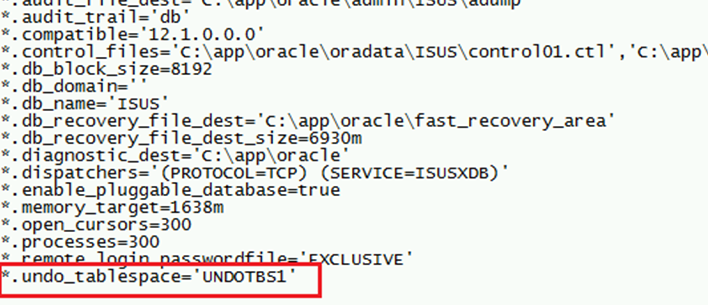 *.audit_file_dest='C:\app\oracle\admin\ISUS\adump'
*.audit_trail='db'
*.compatible='12.1.0.0.0'
*.control_files='C:\app\oracle\oradata\ISUS\control01.ctl','C:\app\
*.db_block_size=8192
*.db_domain=''
*.db_name='ISUS'
*.db_recovery_file_dest='C:\app\oracle\fast_recovery_area'
*.db_recovery_file_dest_size=6930m
*.diagnostic_dest='C:\app\oracle'
*.dispatchers='(PROTOCOL=TCP) (SERVICE=ISUSXDB)'
*.enable_pluggable_database=true
*.memory_target=1638m
*.open_cursors=300
*.processes=300
*.remote_login_passwordfile='EXCLUSIVE'
*.undo_tablespace='UNDOTBS1'